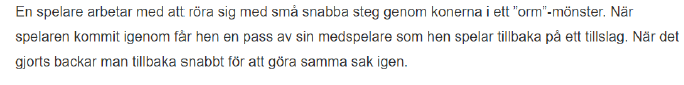 En spelare arbetar med att röra sig med små snabba steg genom konerna i ett ”orm”-mönster. När
spelaren kommit igenom får hen en pass av sin medspelare som hen spelar tillbaka på ett tillslag. När det
gjorts backar man tillbaka snabbt för att göra samma sak igen.